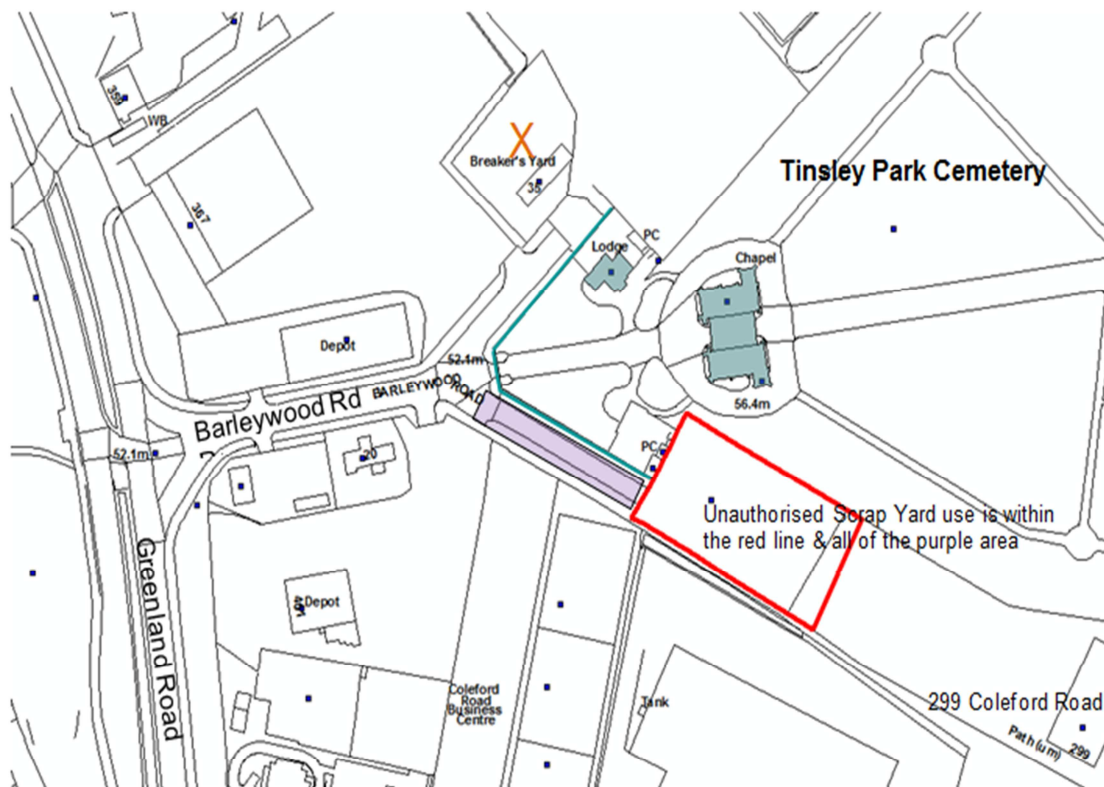 359
WB
X
Breaker's Yard
35
Tinsley Park Cemetery
367
PC
Lodge
Chapel
Depot
52.1m
BARLEYWOOD ROAD
Barleywood Rd
56.4m
52.1m
20
PC
Unauthorised Scrap Yard use is within
the red line & all of the purple area
Greenland Road
401
Depot
Coleford
Road
Business
Centre
Tank
299 Coleford Road
Path (um)
299